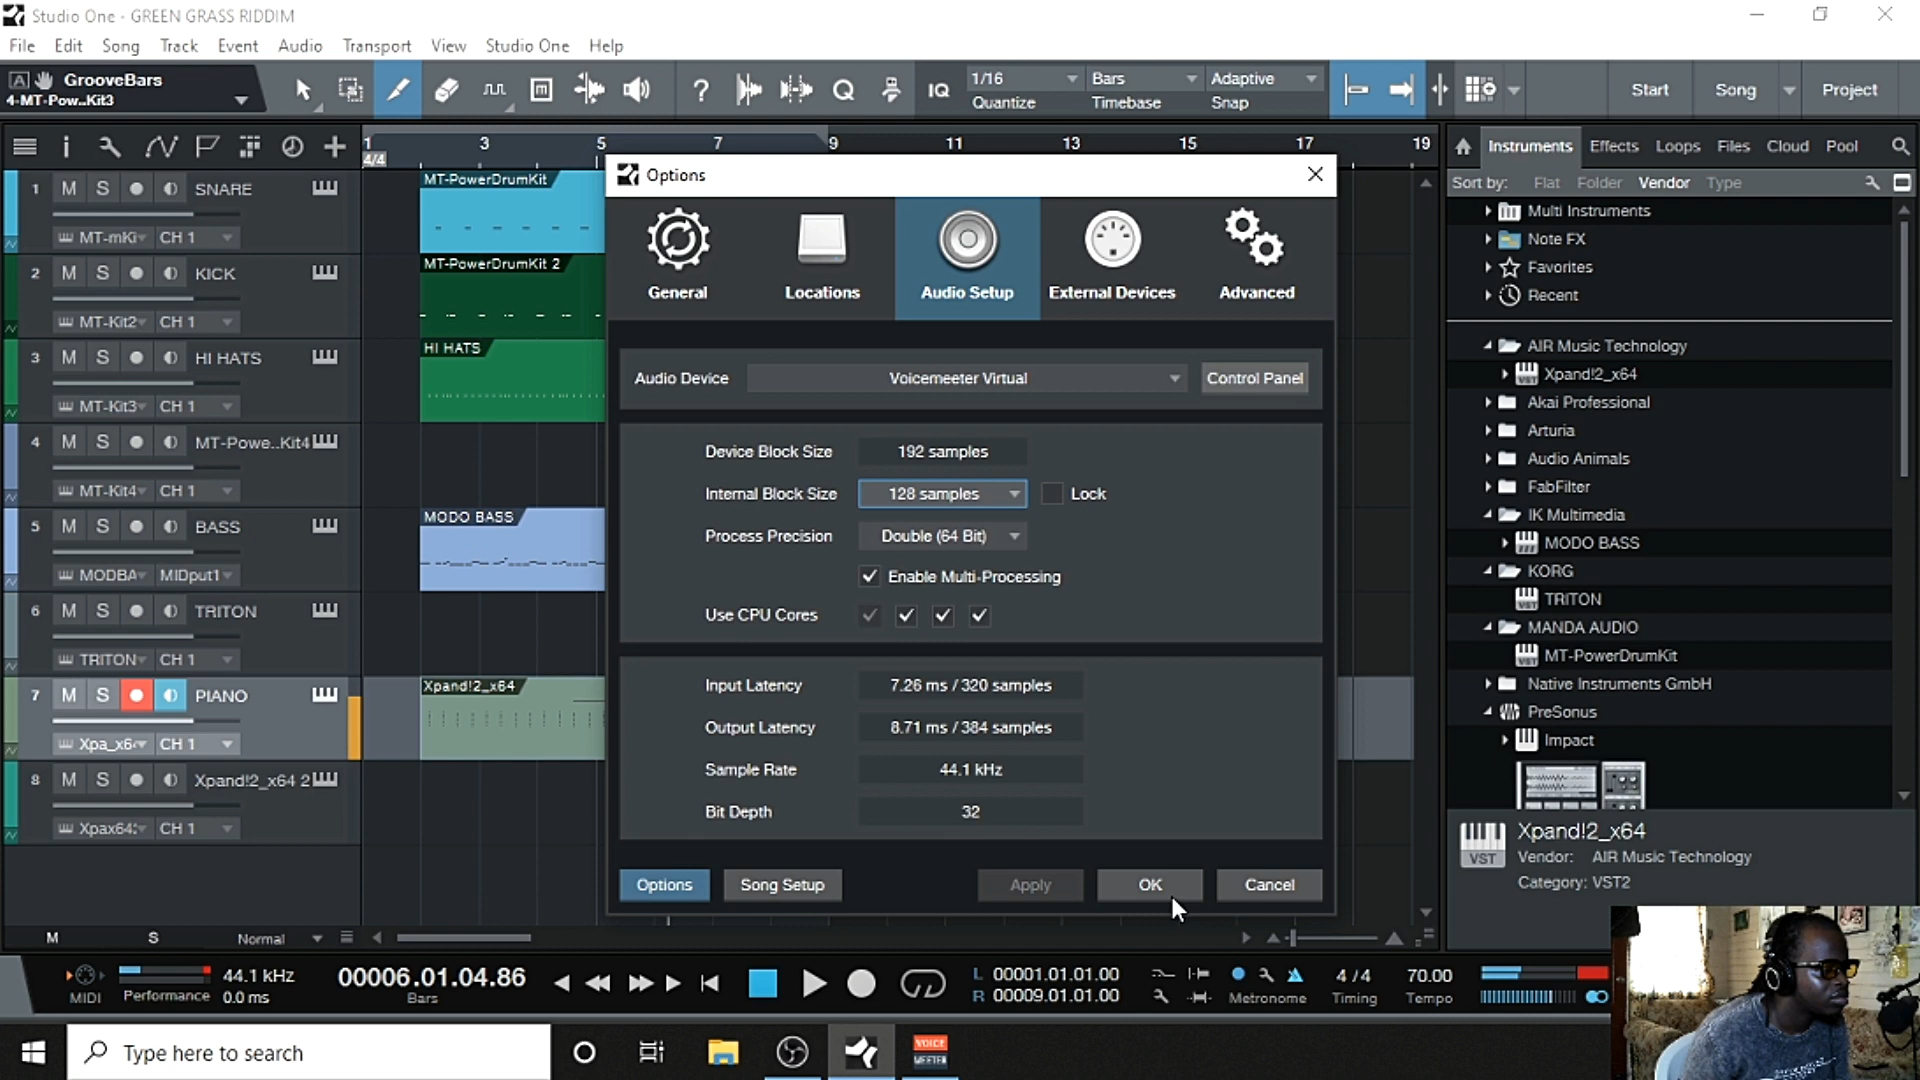 Studio One - GREEN GRASS RIDDIM
File Edit Song Track Event Audio Transport View Studio One Help
A GrooveBars
4-MT-Pow..Kit3
? Q IQ 1/16 Bars Adaptive
Quantize Timebase Snap
Start Song Project
1 3 5 7 9 11 13 15 17 19
4/4
1 M S SNARE
MT-mKi CH 1
2 M S KICK
MT-Kit2 CH 1
3 M S HI HATS
MT-Kit3 CH 1
4 M S MT-Powe..Kit4
MT-Kit4 CH 1
5 M S BASS
MODBA MIDput1
6 M S TRITON
TRITON CH 1
7 M S PIANO
Xpa_x6 CH 1
8 M S Xpand!2_x64 2
Xpax64: CH 1
M S Normal
MT-PowerDrumKit
MT-PowerDrumKit 2
HI HATS
MODO BASS
Xpand!2_x64
Options
General Locations Audio Setup External Devices Advanced
Audio Device Voicemeeter Virtual Control Panel
Device Block Size 192 samples
Internal Block Size 128 samples Lock
Process Precision Double (64 Bit)
Enable Multi-Processing
Use CPU Cores
Input Latency 7.26 ms / 320 samples
Output Latency 8.71 ms / 384 samples
Sample Rate 44.1 kHz
Bit Depth 32
Options Song Setup Apply OK Cancel
Instruments Effects Loops Files Cloud Pool
Sort by: Flat Folder Vendor Type
Multi Instruments
Note FX
Favorites
Recent
AIR Music Technology
Xpand!2_x64
Akai Professional
Arturia
Audio Animals
FabFilter
IK Multimedia
MODO BASS
KORG
TRITON
MANDA AUDIO
MT-PowerDrumKit
Native Instruments GmbH
PreSonus
Impact
Xpand!2_x64
VST
Vendor: AIR Music Technology
Category: VST2
MIDI Performance 44.1 kHz
0.0 ms
00006.01.04.86
Bars
L 00001.01.01.00
R 00009.01.01.00
Metronome
4 / 4
Timing
70.00
Tempo
Type here to search
VOICE
MEETER